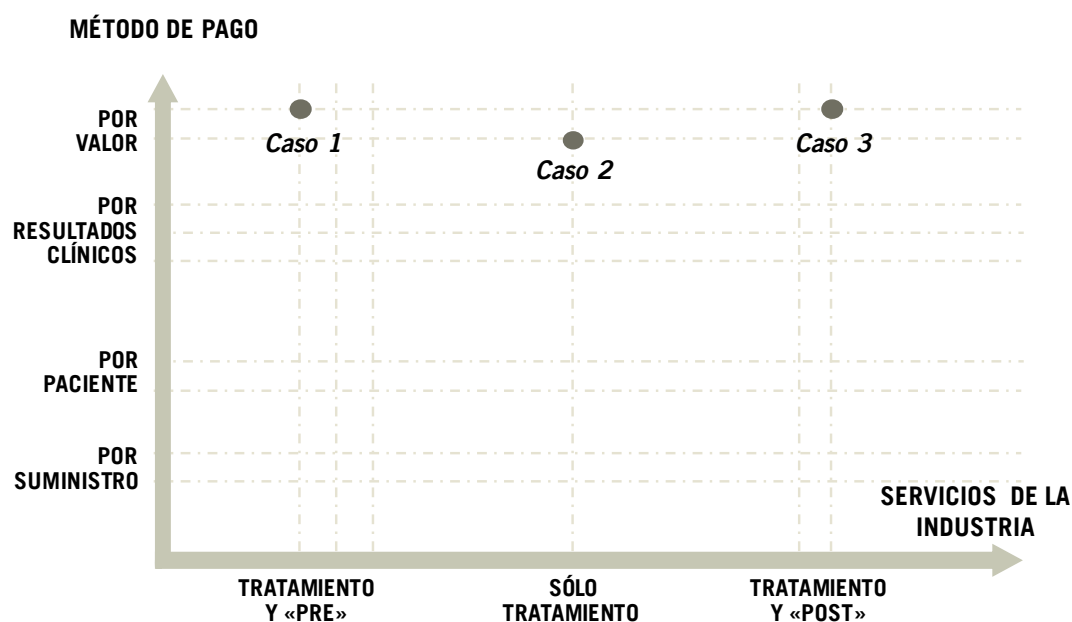 MÉTODO DE PAGO
POR
VALOR
Caso 1
Caso 2
Caso 3
POR
RESULTADOS
CLÍNICOS
POR
PACIENTE
POR
SUMINISTRO
SERVICIOS DE LA
INDUSTRIA
TRATAMIENTO
Y «PRE»
SÓLO
TRATAMIENTO
TRATAMIENTO
Y «POST»